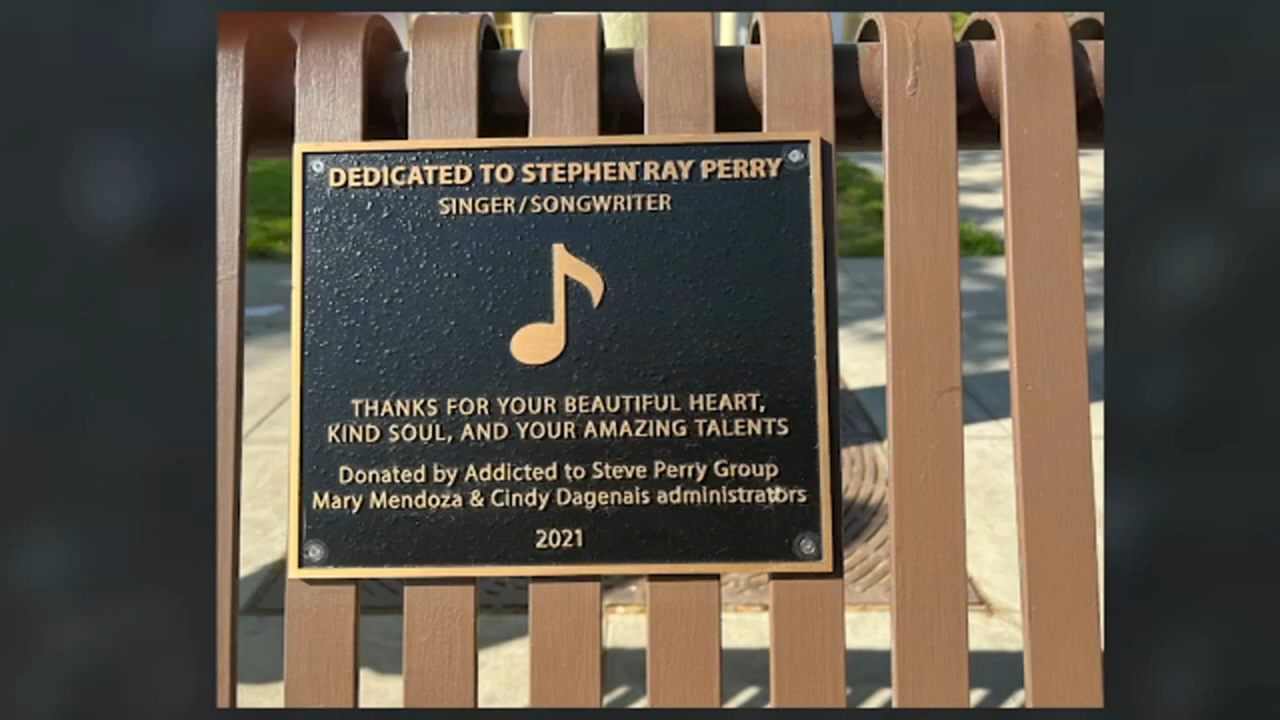 DEDICATED TO STEPHEN RAY PERRY
SINGER/SONGWRITER
THANKS FOR YOUR BEAUTIFUL HEART,
KIND SOUL, AND YOUR AMAZING TALENTS
Donated by Addicted to Steve Perry Group
Mary Mendoza & Cindy Dagenais administrators
2021